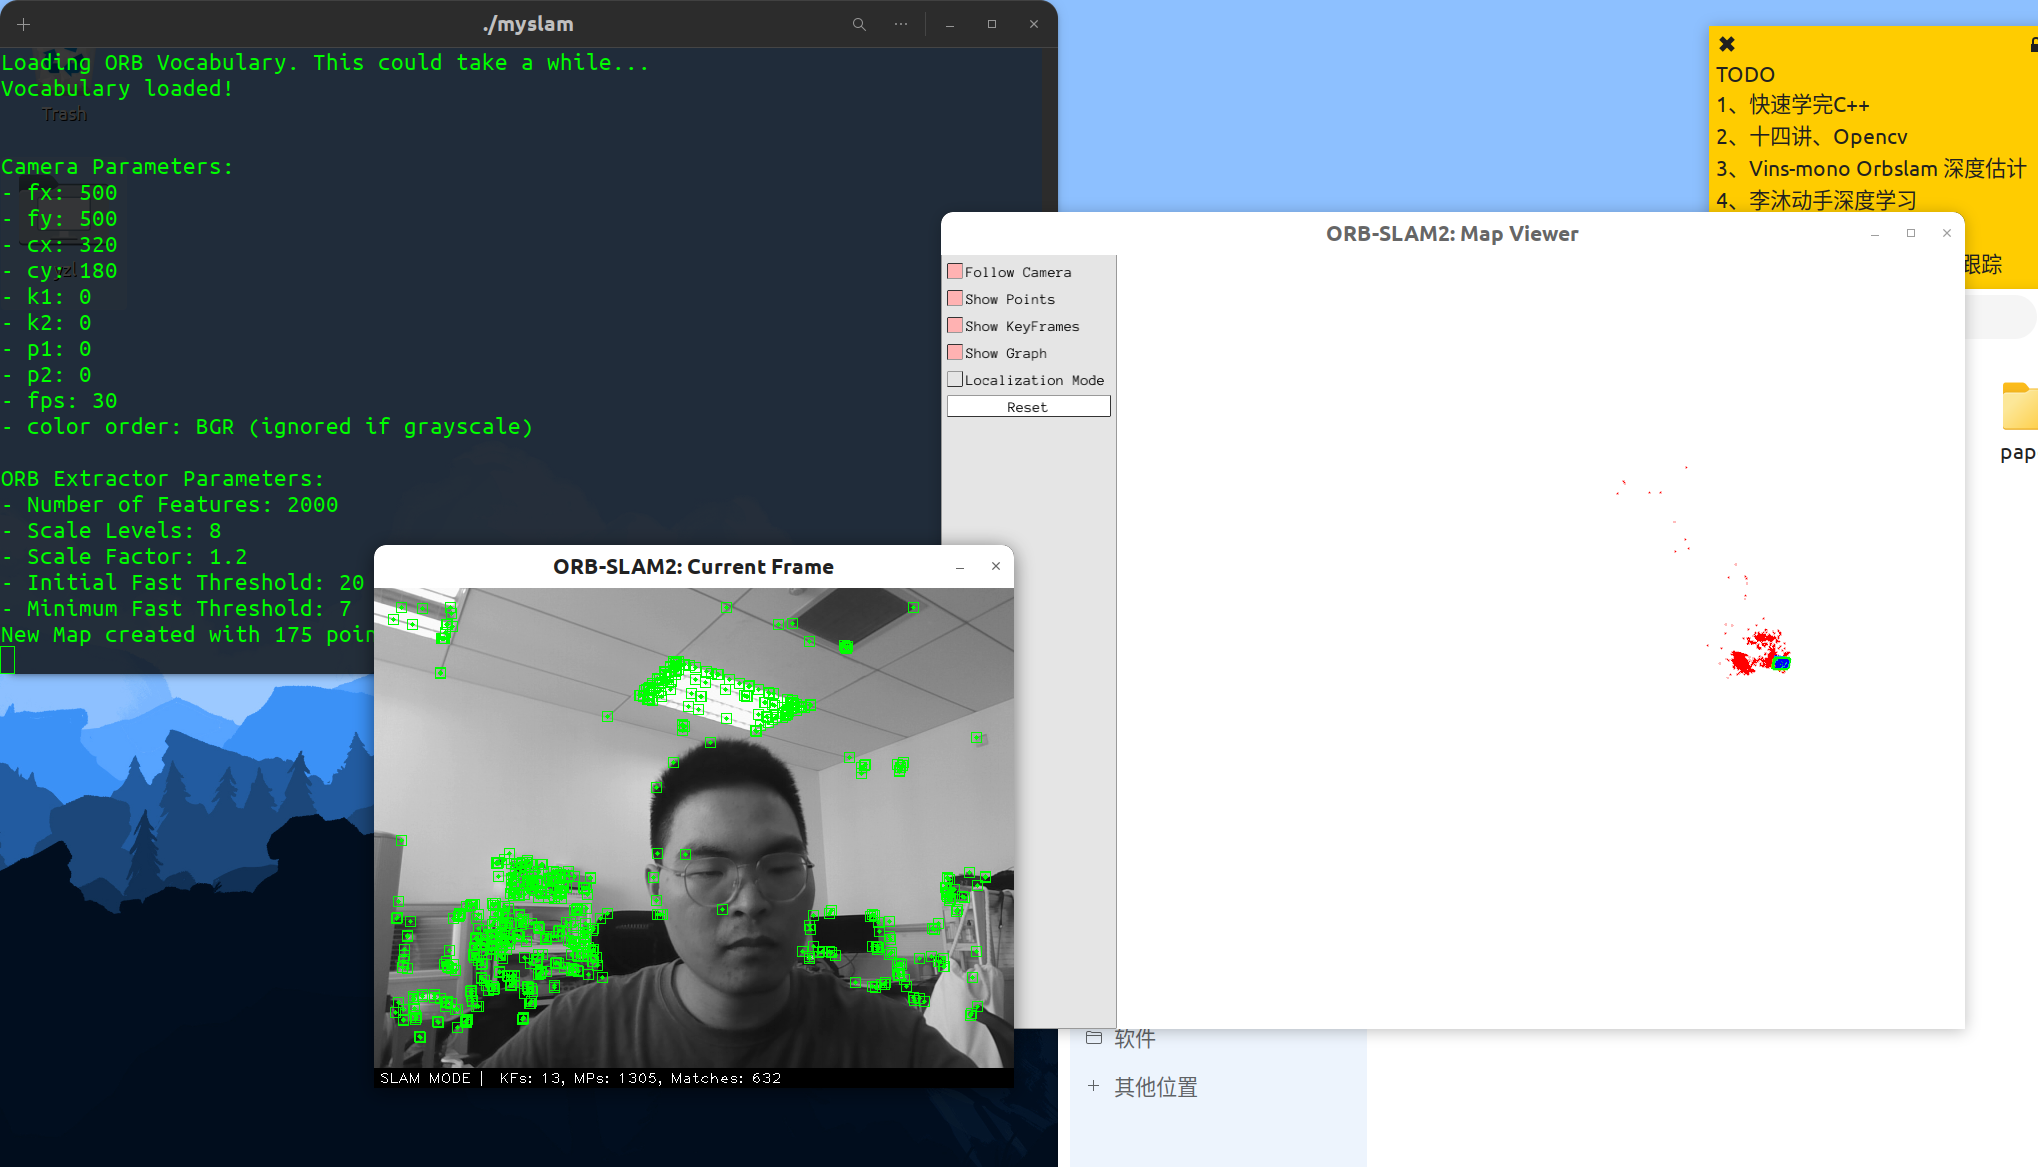 ./myslam
Loading ORB Vocabulary. This could take a while...
Vocabulary loaded!
Trash
Camera Parameters:
- fx: 500
- fy: 500
- cx: 320
- cy: 180
- k1: 0
- k2: 0
- p1: 0
- p2: 0
- fps: 30
- color order: BGR (ignored if grayscale)
ORB Extractor Parameters:
- Number of Features: 2000
- Scale Levels: 8
- Scale Factor: 1.2
- Initial Fast Threshold: 20
- Minimum Fast Threshold: 7
New Map created with 175 poin
ORB-SLAM2: Current Frame
SLAM MODE |  KFs: 13, MPs: 1305, Matches: 632
TODO
1、快速学完C++
2、十四讲、Opencv
3、Vins-mono Orbslam 深度估计
4、李沐动手深度学习
跟踪
ORB-SLAM2: Map Viewer
Follow Camera
Show Points
Show KeyFrames
Show Graph
Localization Mode
Reset
pap
软件
+ 其他位置